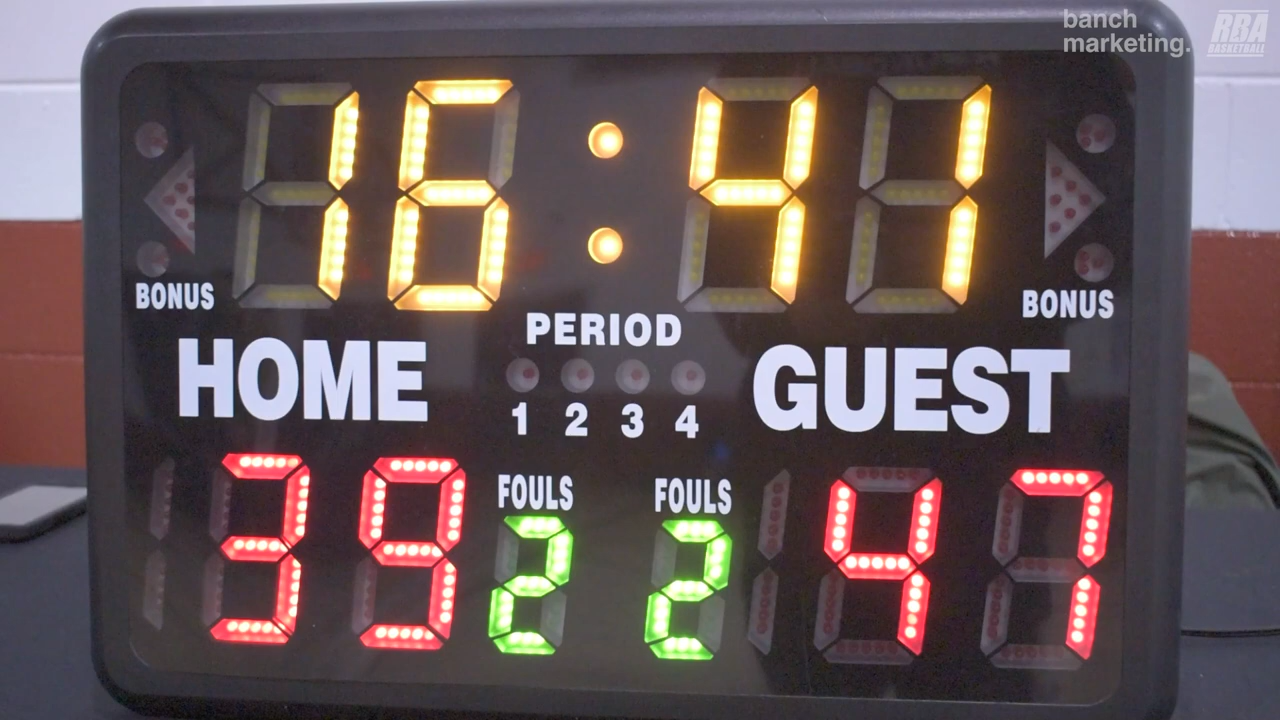 banch
marketing.
RBA
BASKETBALL
16:41
BONUS
BONUS
PERIOD
HOME
GUEST
1 2 3 4
FOULS
FOULS
39
2
2
47